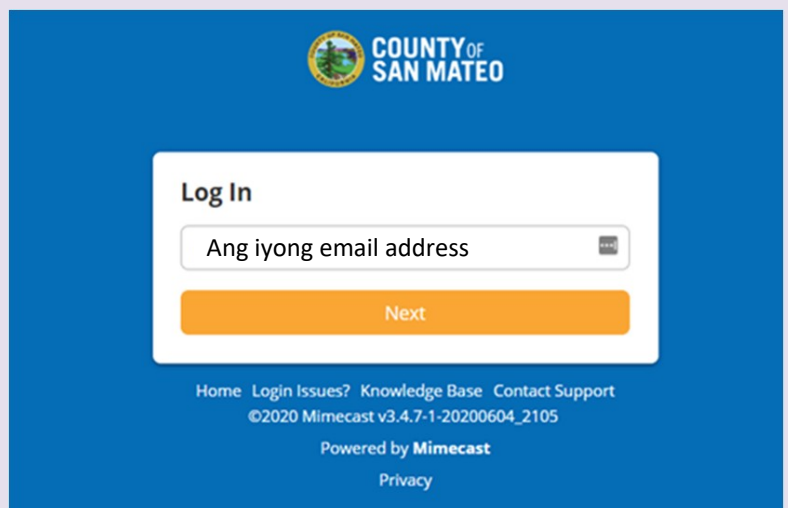 COUNTY OF
SAN MATEO
Log In
Ang iyong email address
Next
Home Login Issues? Knowledge Base Contact Support
©2020 Mimecast v3.4.7-1-20200604_2105
Powered by Mimecast
Privacy